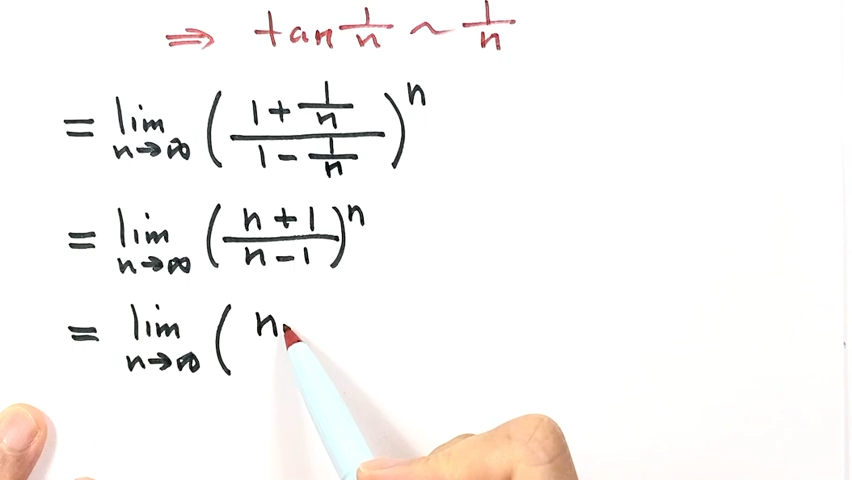 ⇒ tan 1/n ~ 1/n
= lim n→∞ ( (1 + 1/n) / (1 − 1/n) )^n
= lim n→∞ ( (n + 1) / (n − 1) )^n
= lim n→∞ ( n